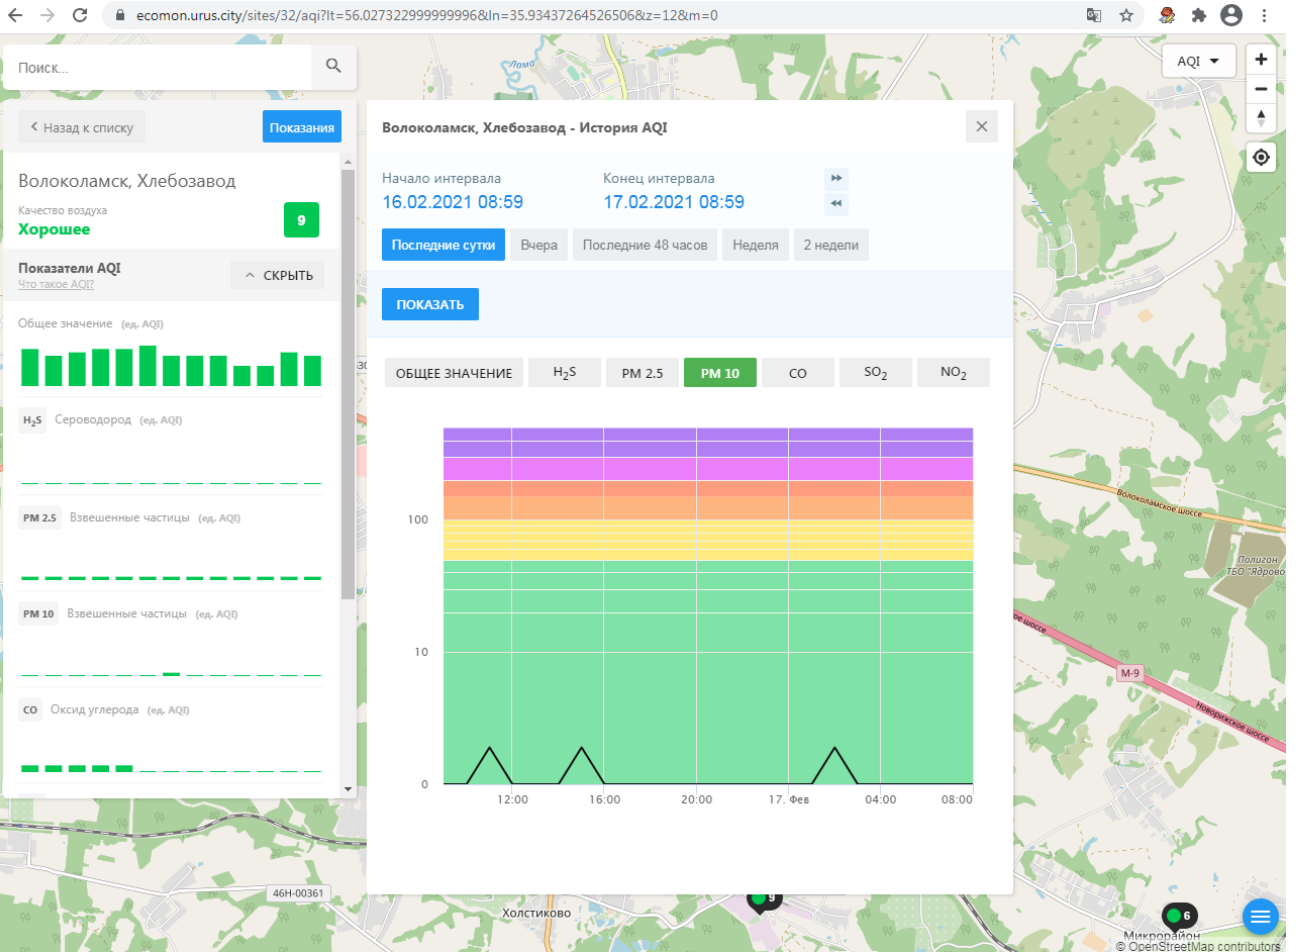 ecomon.urus.city/sites/32/aqi?lt=56.027322999999996&ln=35.93437264526506&z=12&m=0
Поиск...
Назад к списку
Показания
Волоколамск, Хлебозавод
Качество воздуха
Хорошее
9
Показатели AQI
Что такое AQI?
СКРЫТЬ
Общее значение (ед. AQI)
H₂S Сероводород (ед. AQI)
PM 2.5 Взвешенные частицы (ед. AQI)
PM 10 Взвешенные частицы (ед. AQI)
CO Оксид углерода (ед. AQI)
Волоколамск, Хлебозавод - История AQI
Начало интервала
Конец интервала
16.02.2021 08:59
17.02.2021 08:59
Последние сутки
Вчера
Последние 48 часов
Неделя
2 недели
ПОКАЗАТЬ
ОБЩЕЕ ЗНАЧЕНИЕ
H₂S
PM 2.5
PM 10
CO
SO₂
NO₂
100
10
0
12:00
16:00
20:00
17. Фев
04:00
08:00
AQI
Лама
Волоколамское шоссе
Полигон
ТБО "Ядрово
ое шоссе
М-9
Новорижское шоссе
46Н-00361
Холстиково
9
6
Микрорайон
© OpenStreetMap contributors